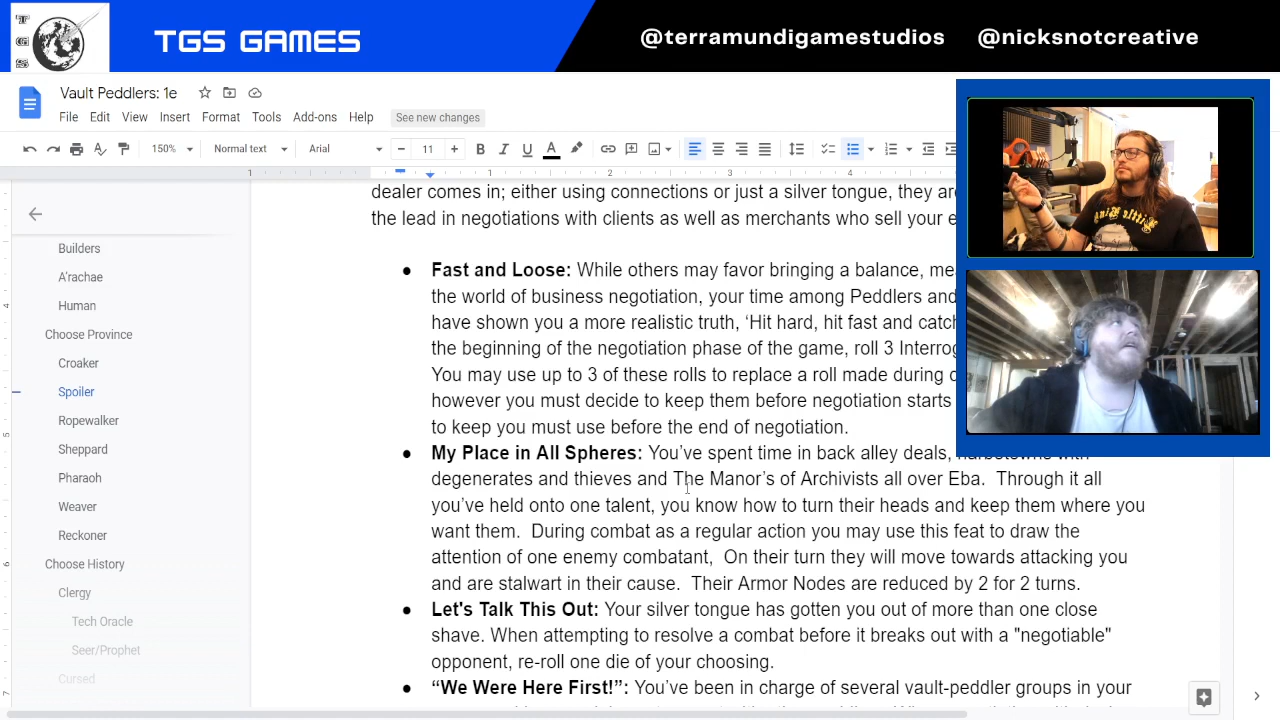 TGS
TGS GAMES
@terramundigamestudios @nicksnotcreative
Vault Peddlers: 1e
File Edit View Insert Format Tools Add-ons Help See new changes
150% Normal text Arial 11
1 1 2 3 4
Builders
A'rachae
Human
Choose Province
Croaker
Spoiler
Ropewalker
Sheppard
Pharaoh
Weaver
Reckoner
Choose History
Clergy
Tech Oracle
Seer/Prophet
Cursed
dealer comes in; either using connections or just a silver tongue, they are
the lead in negotiations with clients as well as merchants who sell your
● Fast and Loose: While others may favor bringing a balance,
the world of business negotiation, your time among Peddlers and
have shown you a more realistic truth, ‘Hit hard, hit fast and
the beginning of the negotiation phase of the game, roll 3
You may use up to 3 of these rolls to replace a roll made during
however you must decide to keep them before negotiation starts
to keep you must use before the end of negotiation.
● My Place in All Spheres: You’ve spent time in back alley deals,
degenerates and thieves and The Manor’s of Archivists all over Eba. Through it all
you’ve held onto one talent, you know how to turn their heads and keep them where you
want them. During combat as a regular action you may use this feat to draw the
attention of one enemy combatant, On their turn they will move towards attacking you
and are stalwart in their cause. Their Armor Nodes are reduced by 2 for 2 turns.
● Let's Talk This Out: Your silver tongue has gotten you out of more than one close
shave. When attempting to resolve a combat before it breaks out with a "negotiable"
opponent, re-roll one die of your choosing.
● “We Were Here First!”: You’ve been in charge of several vault-peddler groups in your